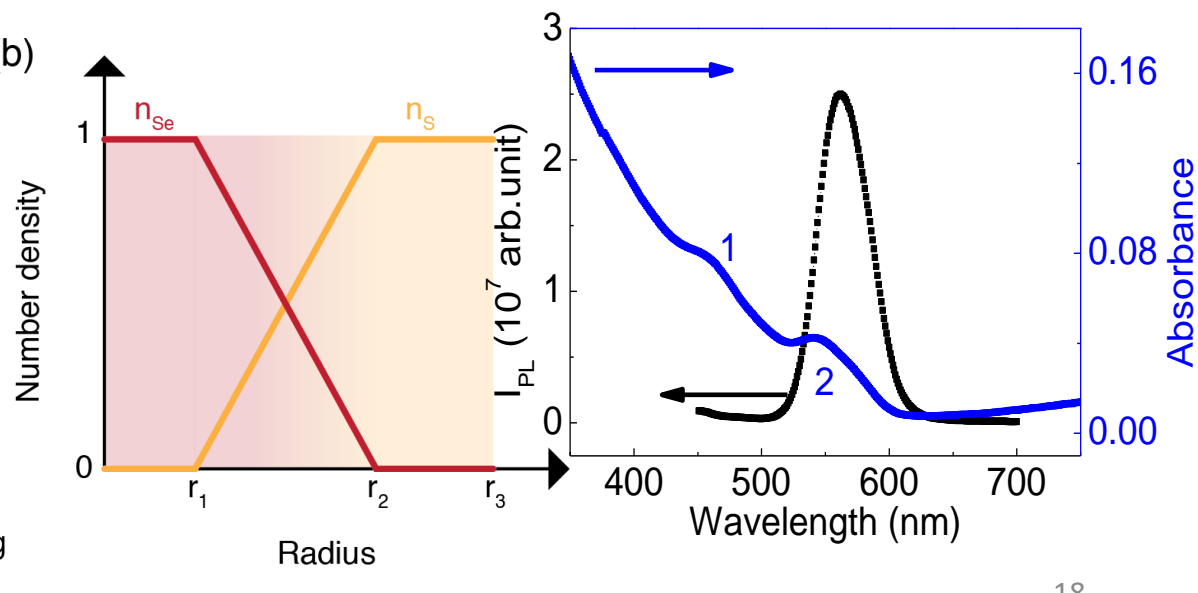 b)
n_Se
n_S
1
0
Number density
r_1
r_2
r_3
Radius
g
3
2
1
0
I_PL (10^7 arb.unit)
1
2
0.16
0.08
0.00
Absorbance
400 500 600 700
Wavelength (nm)
18